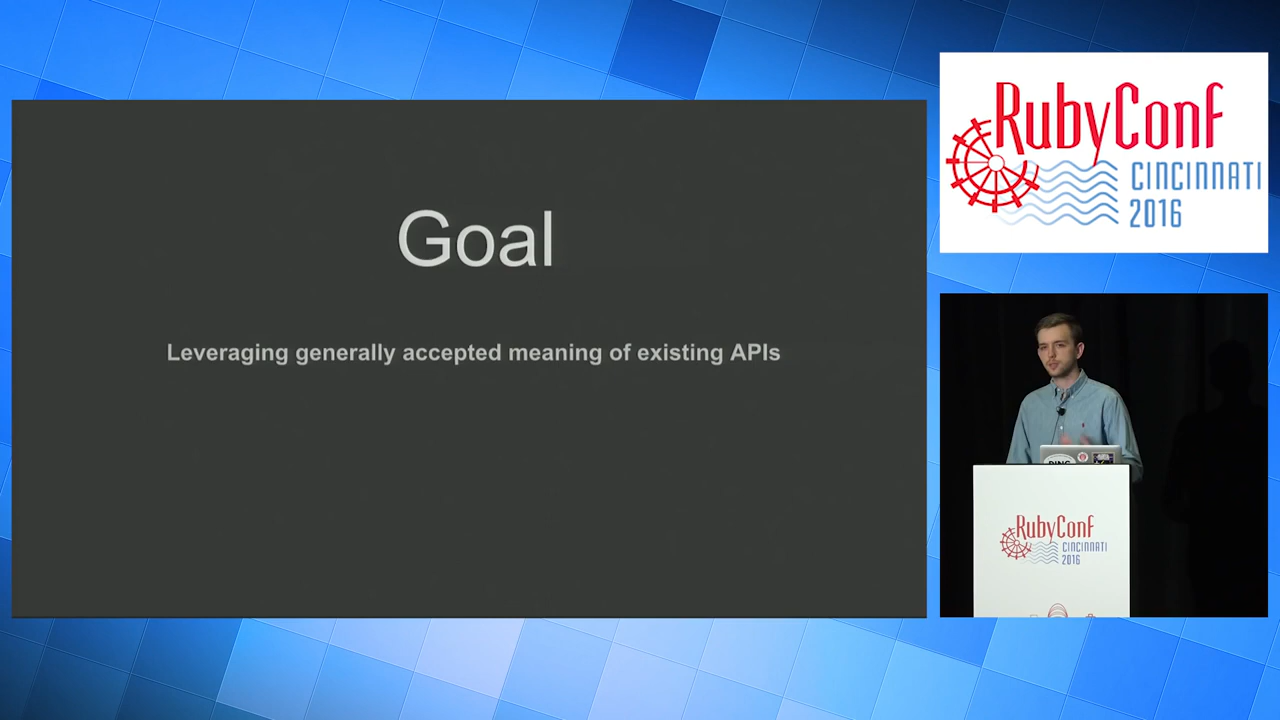 Goal
Leveraging generally accepted meaning of existing APIs
RubyConf
CINCINNATI
2016
RubyConf
CINCINNATI
2016